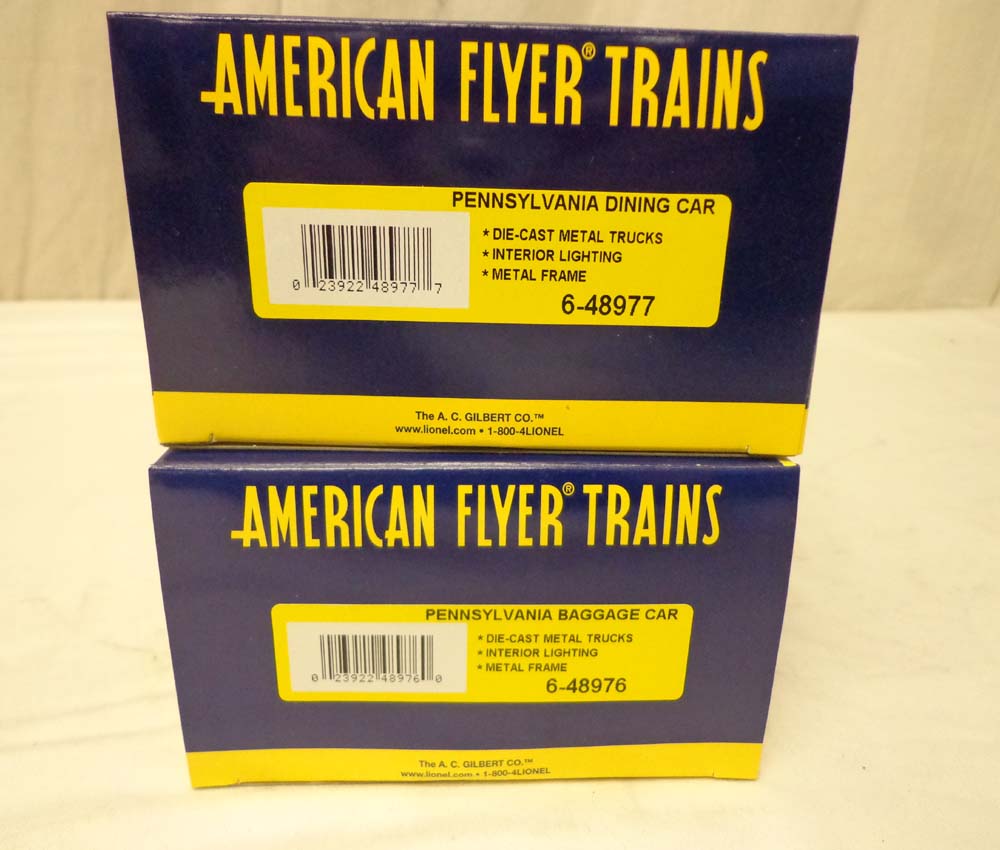 AMERICAN FLYER® TRAINS
PENNSYLVANIA DINING CAR
* DIE-CAST METAL TRUCKS
* INTERIOR LIGHTING
* METAL FRAME
0 23922 48977 7
6-48977
The A. C. GILBERT CO.™
www.lionel.com • 1-800-4LIONEL
AMERICAN FLYER® TRAINS
PENNSYLVANIA BAGGAGE CAR
* DIE-CAST METAL TRUCKS
* INTERIOR LIGHTING
* METAL FRAME
0 23922 48976 0
6-48976
The A. C. GILBERT CO.™
www.lionel.com • 1-800-4LIONEL